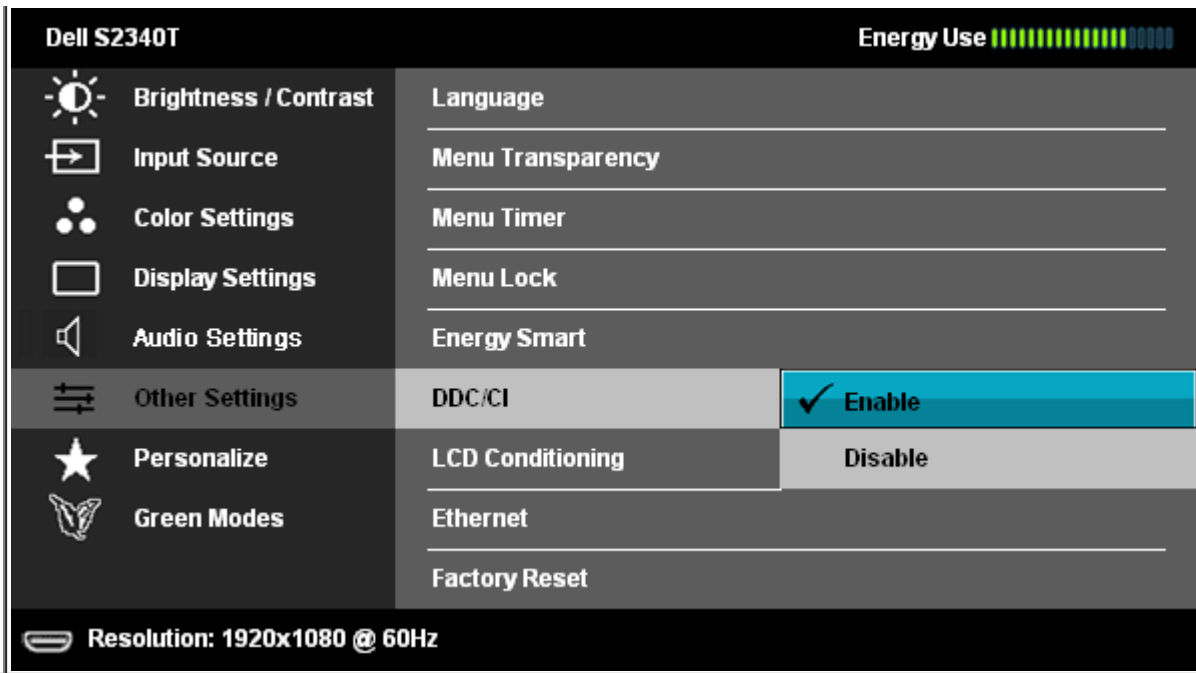 Dell S2340T Energy Use
Brightness / Contrast Language
Input Source Menu Transparency
Color Settings Menu Timer
Display Settings Menu Lock
Audio Settings Energy Smart
Other Settings DDC/CI Enable
Personalize LCD Conditioning Disable
Green Modes Ethernet
Factory Reset
Resolution: 1920x1080 @ 60Hz